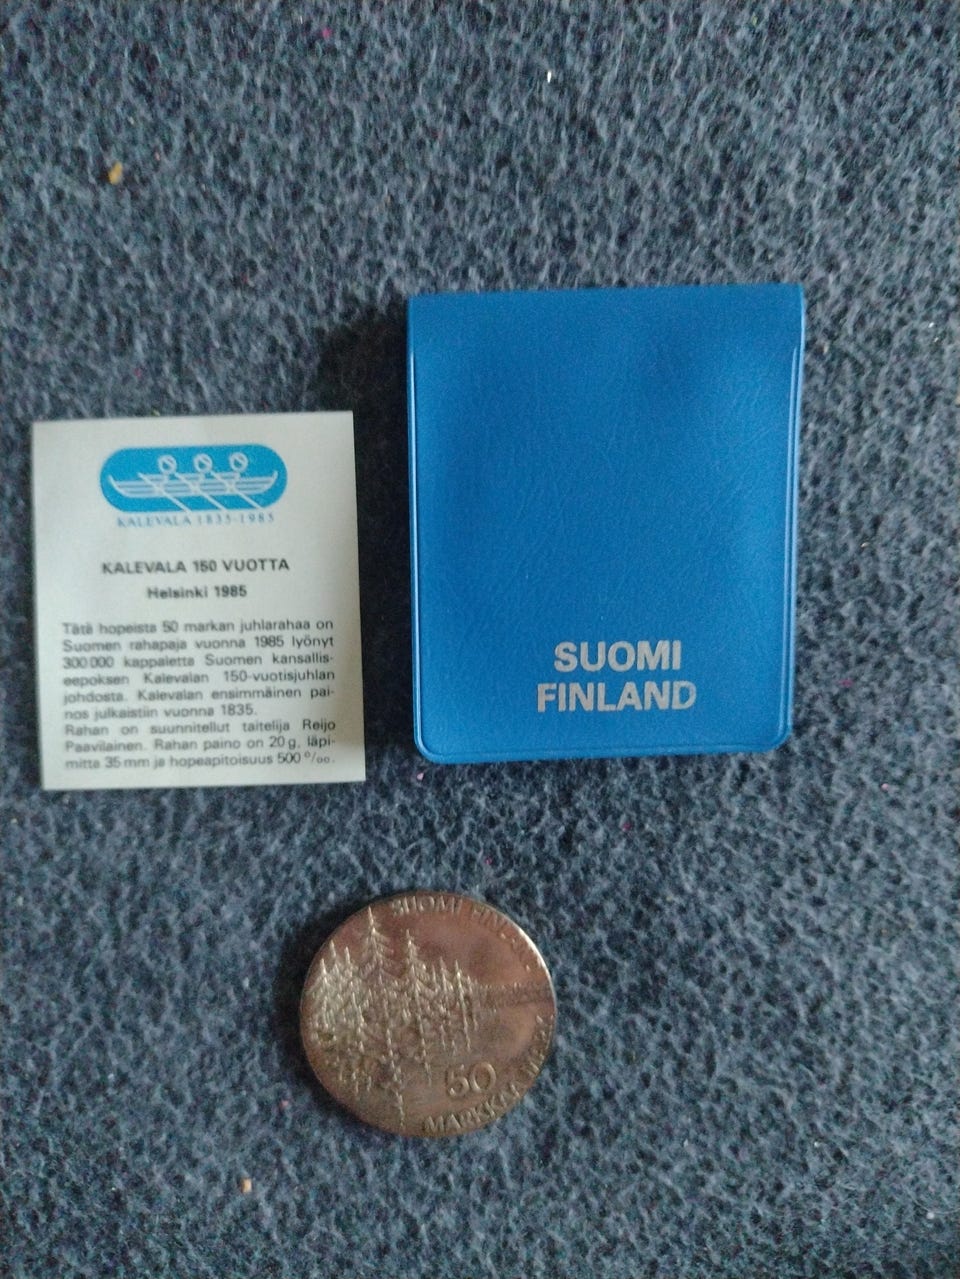 KALEVALA 1835-1985
KALEVALA 150 VUOTTA
Helsinki 1985
Tätä hopeista 50 markan juhlarahaa on
Suomen rahapaja vuonna 1985 lyönyt
300 000 kappaletta Suomen kansallis-
eepoksen Kalevalan 150-vuotisjuhlan
johdosta. Kalevalan ensimmäinen pai-
nos julkaistiin vuonna 1835.
Rahan on suunnitellut taiteilija Reijo
Paavilainen. Rahan paino on 20 g, läpi-
mitta 35 mm ja hopeapitoisuus 500 ‰.
SUOMI
FINLAND
SUOMI
50
MARKKAA